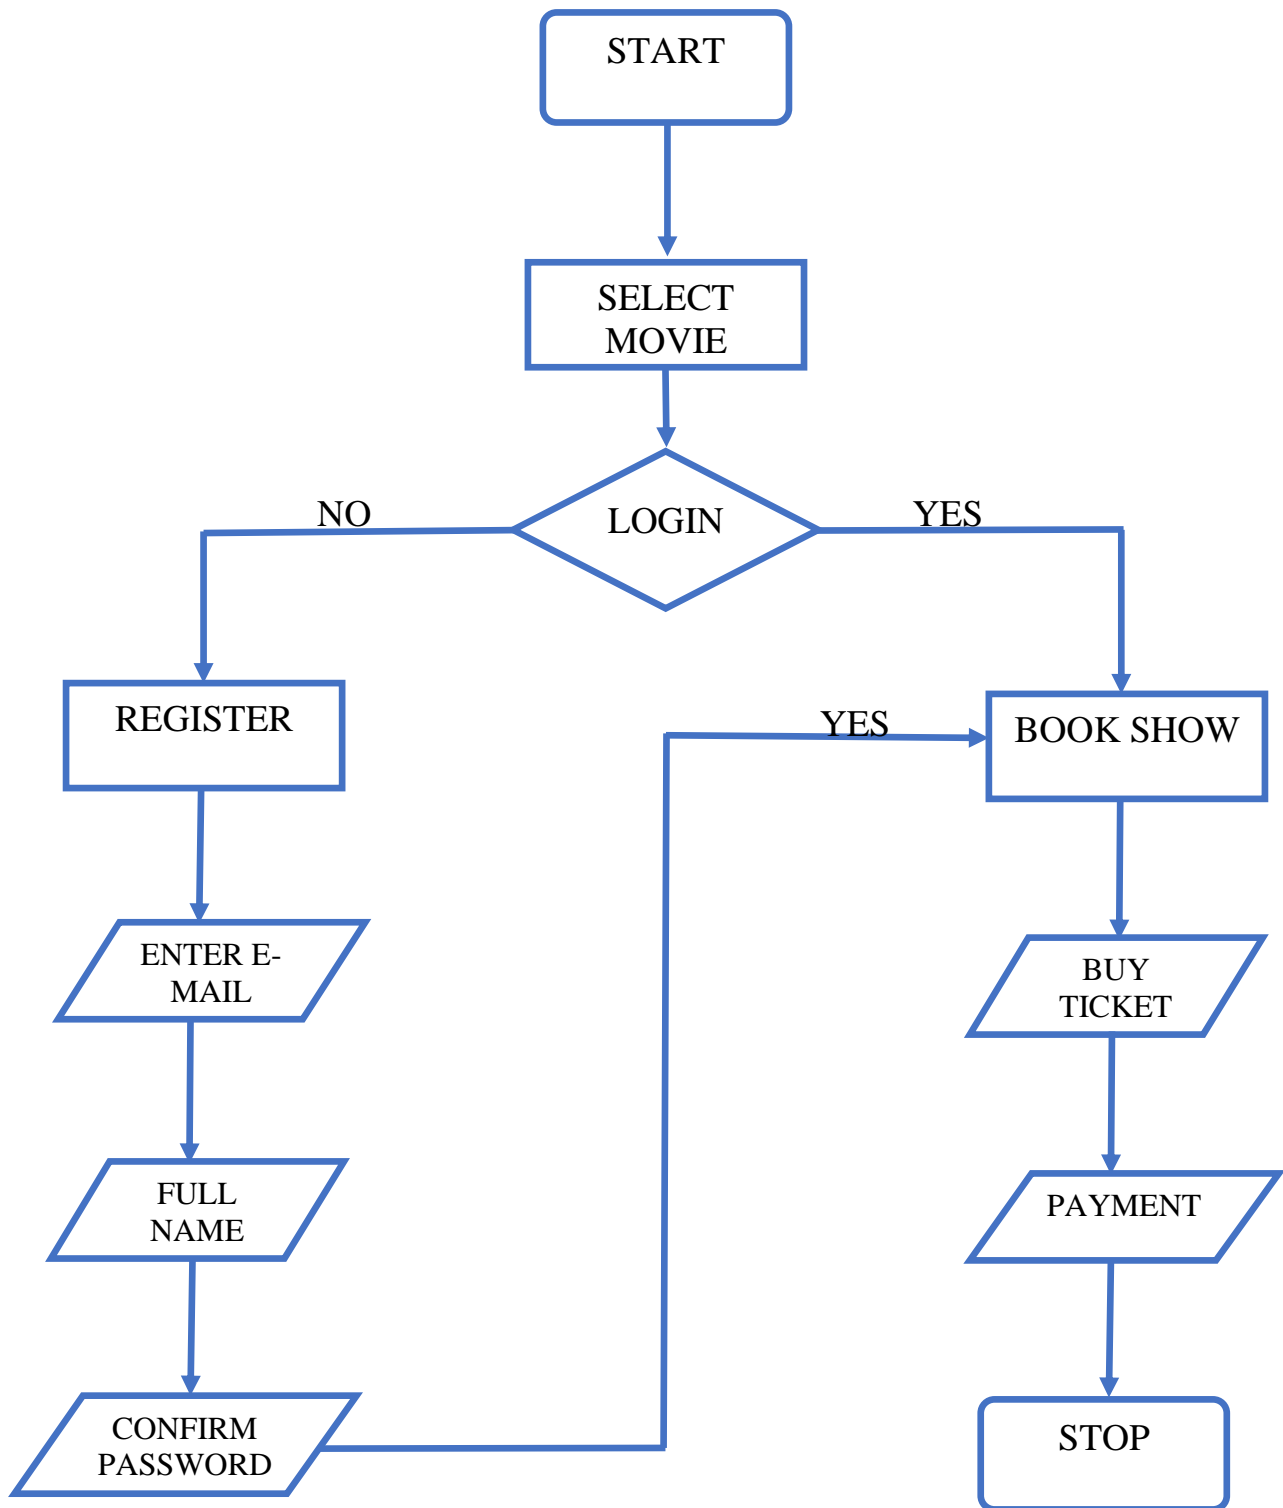 START
SELECT
MOVIE
NO
LOGIN
YES
REGISTER
YES
BOOK SHOW
ENTER E-
MAIL
BUY
TICKET
FULL
NAME
PAYMENT
CONFIRM
PASSWORD
STOP